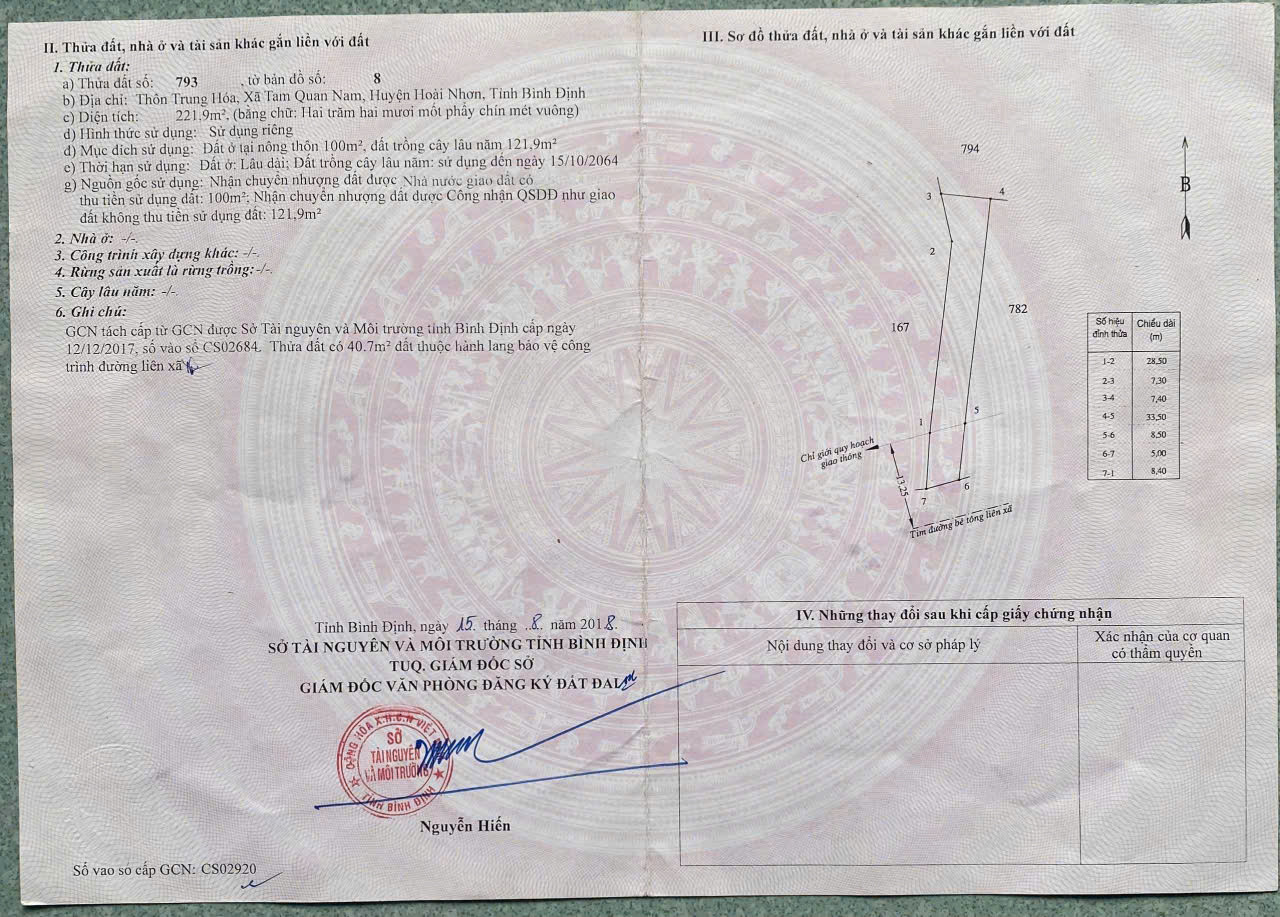 II. Thửa đất, nhà ở và tài sản khác gắn liền với đất
1. Thửa đất:
a) Thửa đất số: 793 , tờ bản đồ số: 8
b) Địa chỉ: Thôn Trung Hóa, Xã Tam Quan Nam, Huyện Hoài Nhơn, Tỉnh Bình Định
c) Diện tích: 221,9m², (bằng chữ: Hai trăm hai mươi mốt phẩy chín mét vuông)
d) Hình thức sử dụng: Sử dụng riêng
đ) Mục đích sử dụng: Đất ở tại nông thôn 100m², đất trồng cây lâu năm 121,9m²
e) Thời hạn sử dụng: Đất ở: Lâu dài; Đất trồng cây lâu năm: sử dụng đến ngày 15/10/2064
g) Nguồn gốc sử dụng: Nhận chuyển nhượng đất được Nhà nước giao đất có
thu tiền sử dụng đất: 100m²; Nhận chuyển nhượng đất được Công nhận QSDĐ như giao
đất không thu tiền sử dụng đất: 121,9m²
2. Nhà ở: -/-.
3. Công trình xây dựng khác: -/-.
4. Rừng sản xuất là rừng trồng:-/-.
5. Cây lâu năm: -/-.
6. Ghi chú:
GCN tách cấp từ GCN được Sở Tài nguyên và Môi trường tỉnh Bình Định cấp ngày
12/12/2017, số vào sổ CS02684. Thửa đất có 40.7m² đất thuộc hành lang bảo vệ công
trình đường liên xã
Tỉnh Bình Định, ngày 15 tháng 8 năm 2018.
SỞ TÀI NGUYÊN VÀ MÔI TRƯỜNG TỈNH BÌNH ĐỊNH
TUQ. GIÁM ĐỐC SỞ
GIÁM ĐỐC VĂN PHÒNG ĐĂNG KÝ ĐẤT ĐAI
CỘNG HÒA X.H.C.N VIỆT
SỞ
TÀI NGUYÊN
VÀ MÔI TRƯỜNG
TỈNH BÌNH ĐỊNH
Nguyễn Hiến
Số vào sổ cấp GCN: CS02920
III. Sơ đồ thửa đất, nhà ở và tài sản khác gắn liền với đất
794
3
4
B
2
782
167
1
5
Chỉ giới quy hoạch
giao thông
13,25
7
6
Tim đường bê tông liên xã
Số hiệu đỉnh thửa Chiều dài (m)
1-2 28,50
2-3 7,30
3-4 7,40
4-5 33,50
5-6 8,50
6-7 5,00
7-1 8,40
IV. Những thay đổi sau khi cấp giấy chứng nhận
Nội dung thay đổi và cơ sở pháp lý
Xác nhận của cơ quan
có thẩm quyền